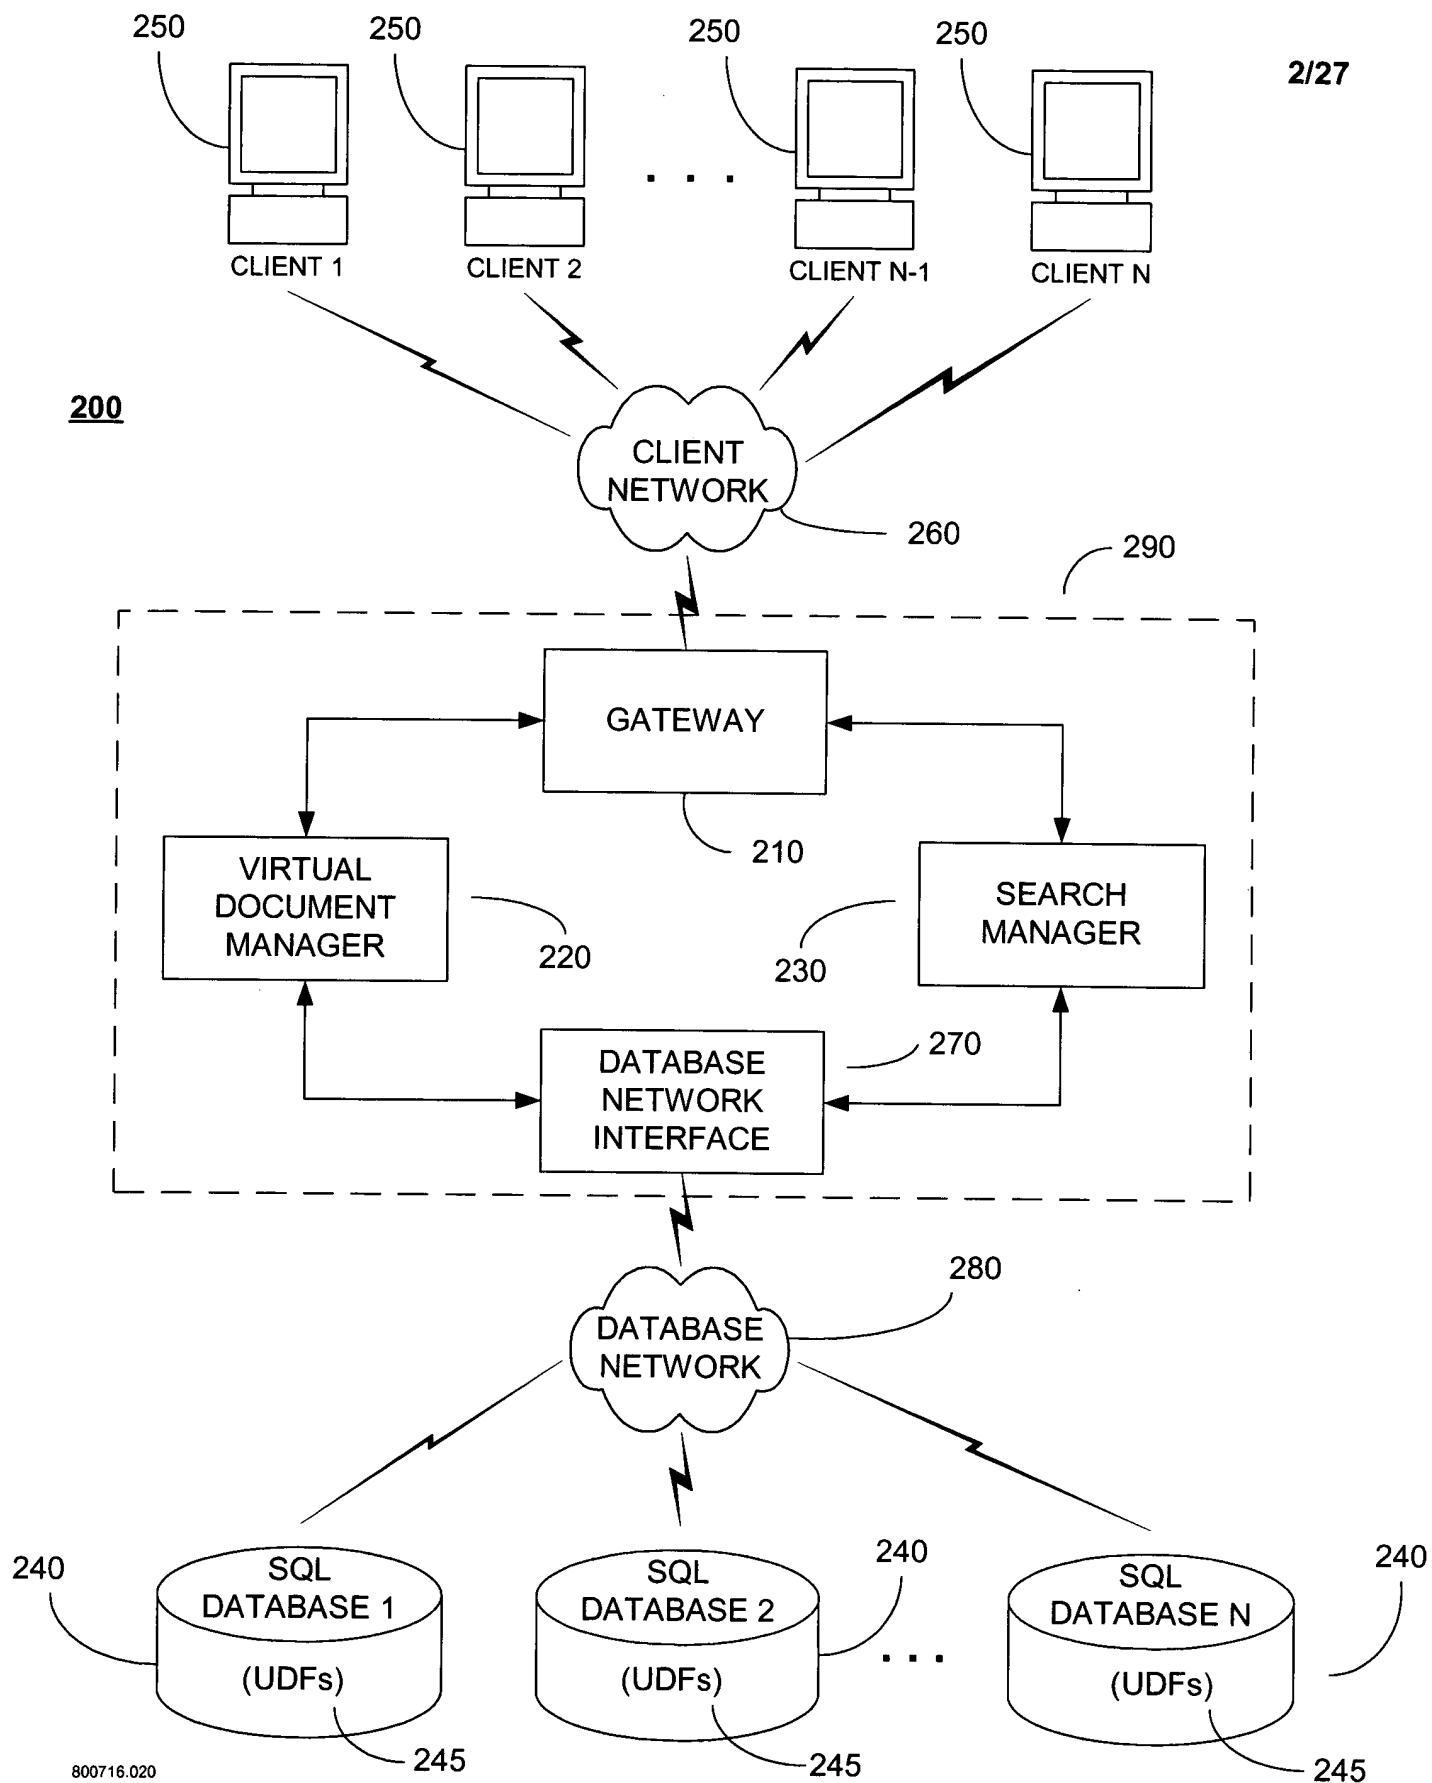 250
250
250
250
2/27
CLIENT 1
CLIENT 2
. . .
CLIENT N-1
CLIENT N
200
CLIENT
NETWORK
260
290
GATEWAY
210
VIRTUAL
DOCUMENT
MANAGER
220
230
SEARCH
MANAGER
270
DATABASE
NETWORK
INTERFACE
280
DATABASE
NETWORK
240
SQL
DATABASE 1
(UDFs)
245
240
SQL
DATABASE 2
(UDFs)
245
. . .
240
SQL
DATABASE N
(UDFs)
245
800716.020